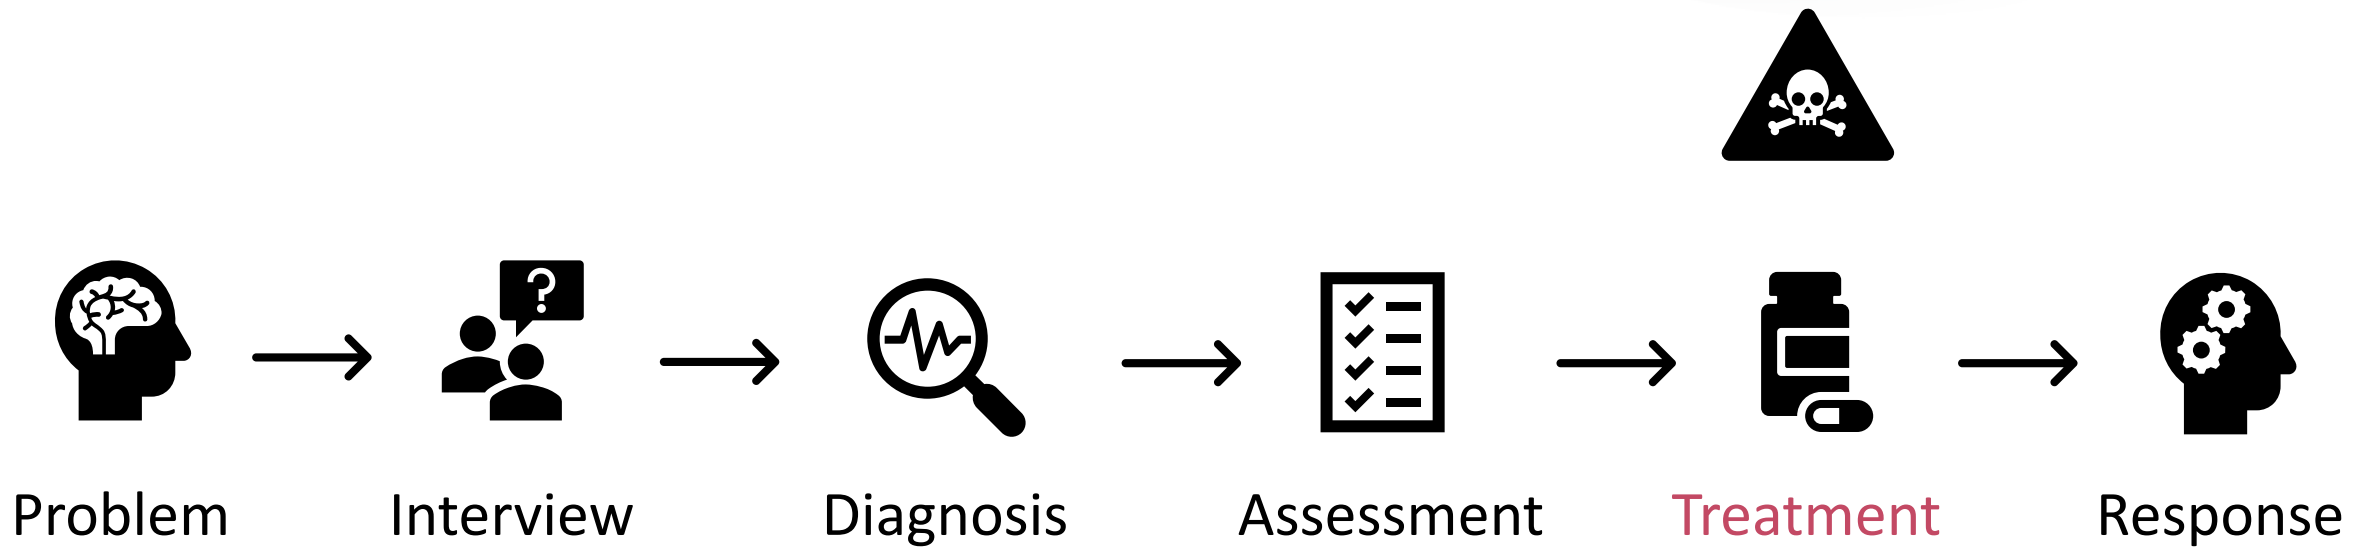 ?
Problem
Interview
Diagnosis
Assessment
Treatment
Response